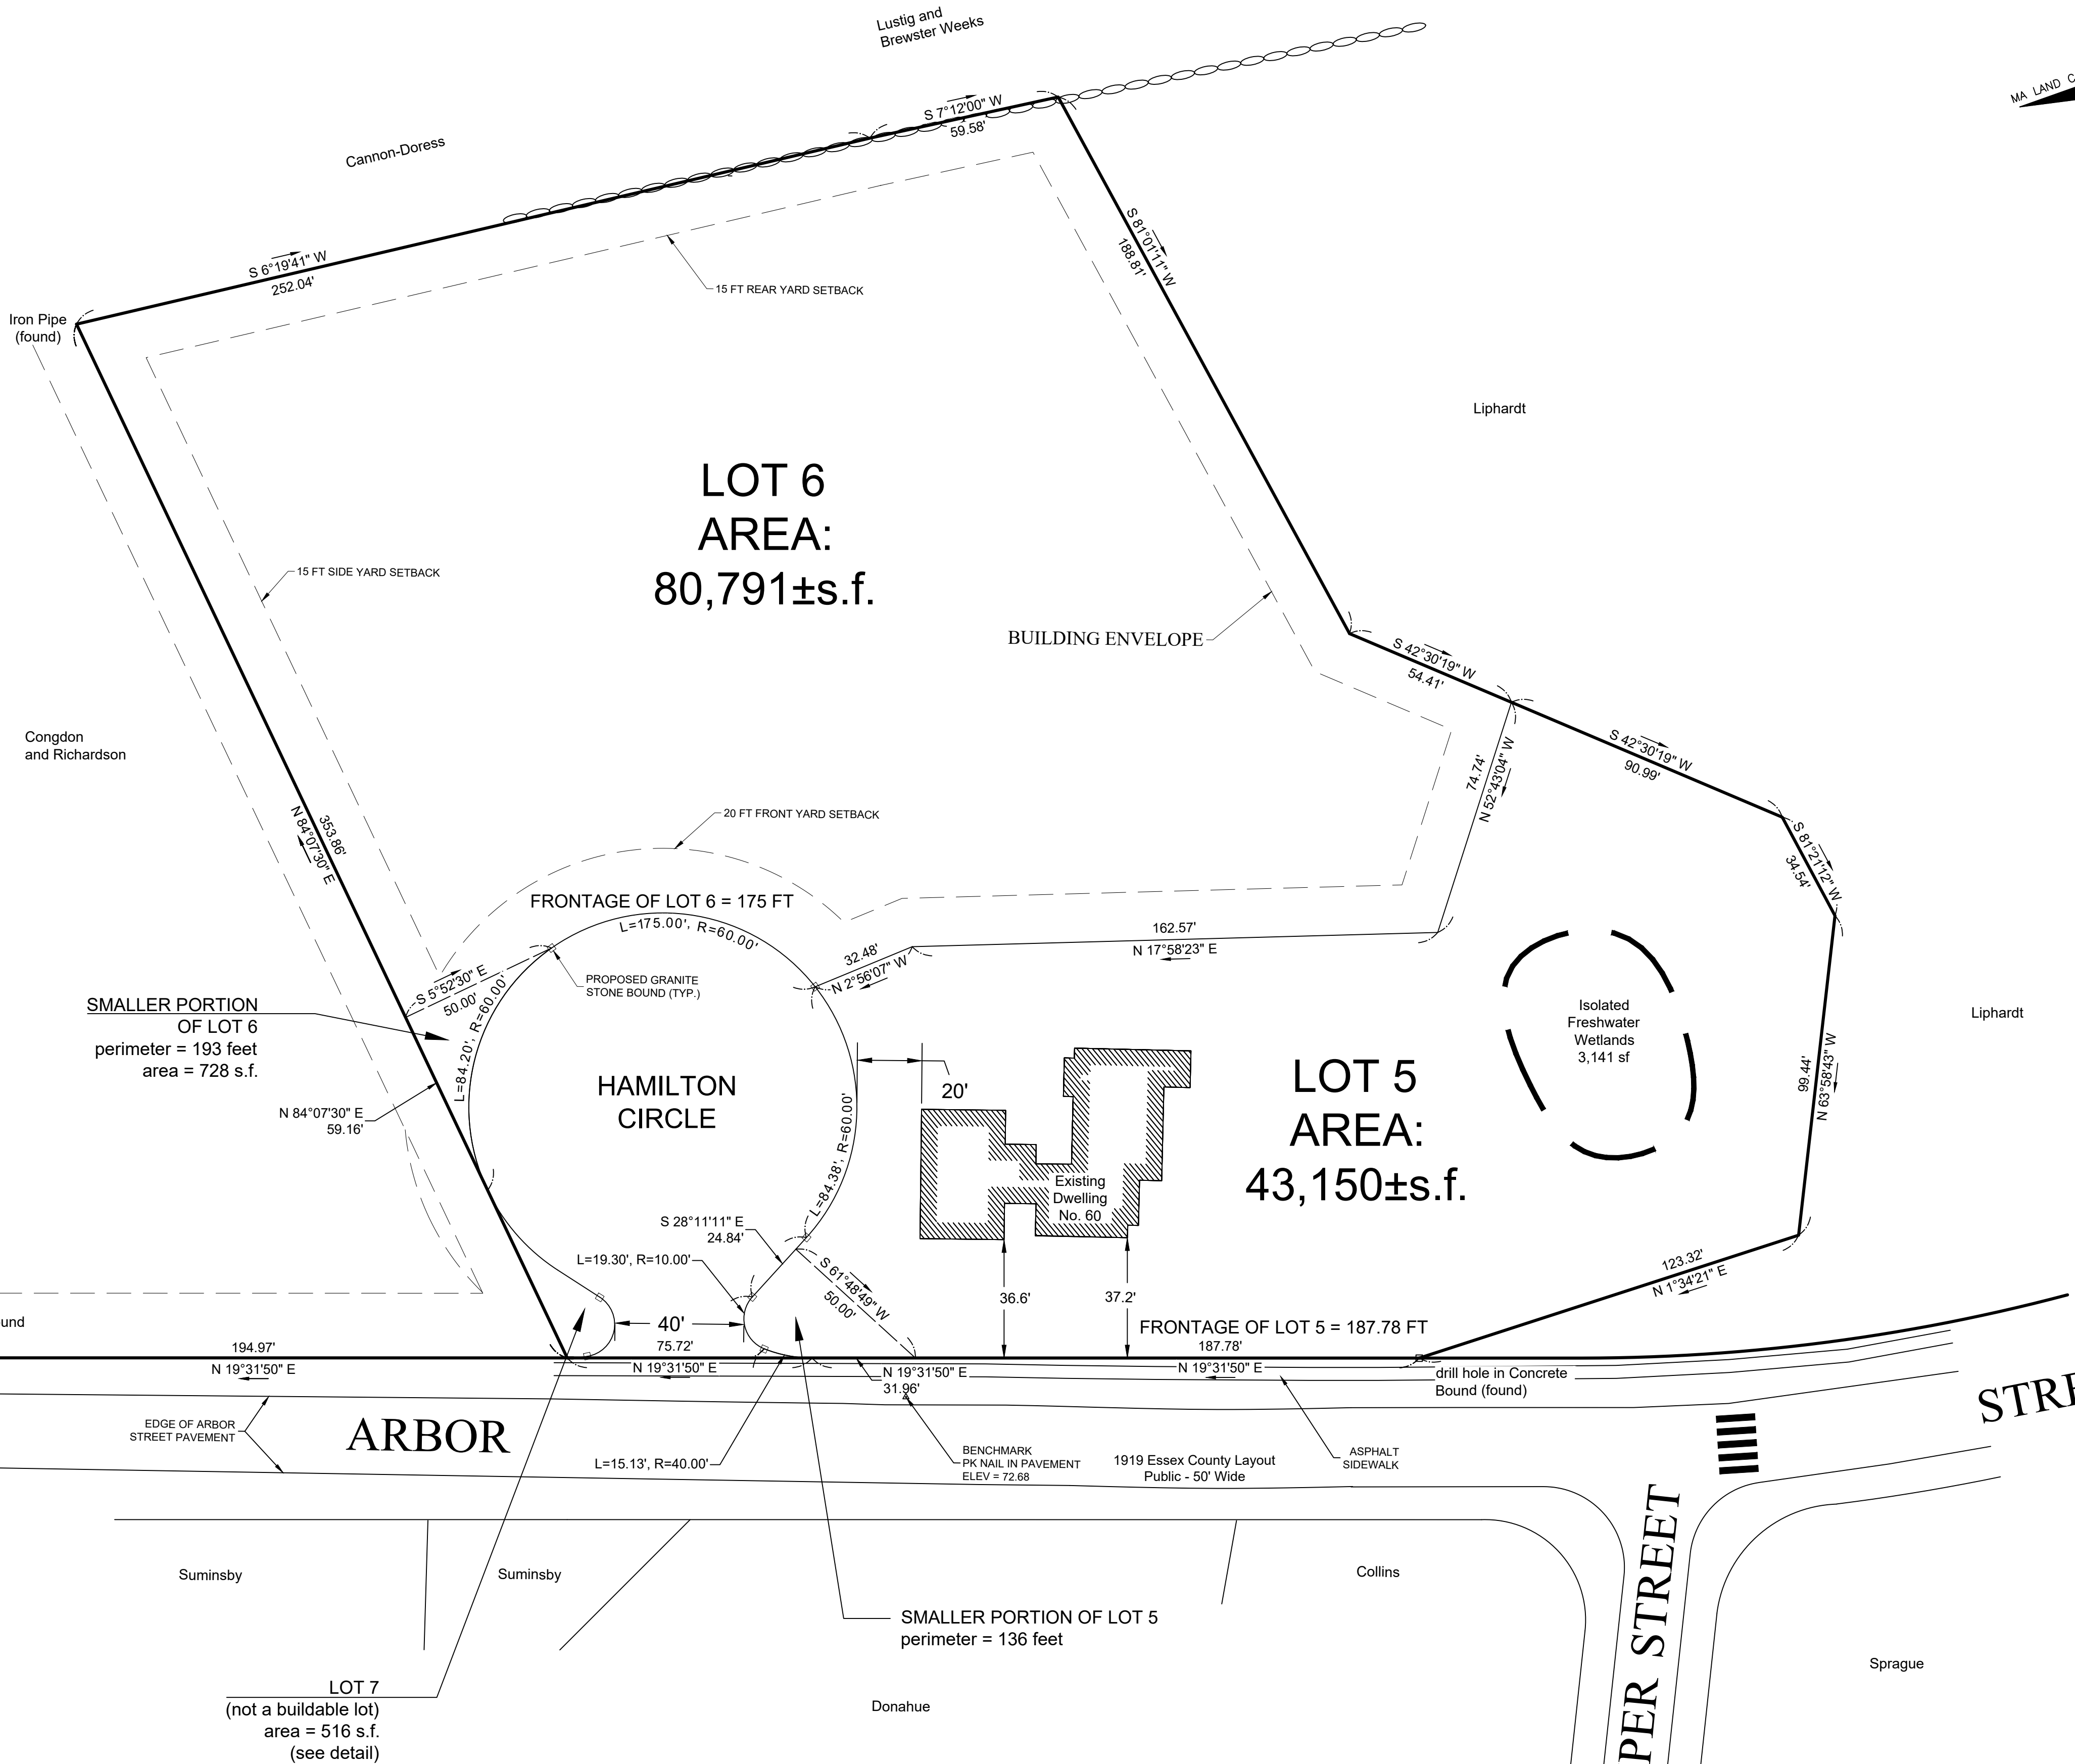 Lustig and
Brewster Weeks
MA LAND C
S 7°12'00" W
59.58'
Cannon-Doress
S 6°19'41" W
252.04'
Iron Pipe
(found)
15 FT REAR YARD SETBACK
S 81°01'11" W
188.81'
Liphardt
LOT 6
AREA:
80,791±s.f.
15 FT SIDE YARD SETBACK
BUILDING ENVELOPE
S 42°30'19" W
54.41'
Congdon
and Richardson
S 42°30'19" W
90.99'
74.74'
N 52°43'04" W
353.86'
N 84°07'30" E
20 FT FRONT YARD SETBACK
S 81°21'12" W
34.54'
FRONTAGE OF LOT 6 = 175 FT
L=175.00', R=60.00'
162.57'
N 17°58'23" E
32.48'
N 2°56'07" W
S 5°52'30" E
50.00'
PROPOSED GRANITE
STONE BOUND (TYP.)
SMALLER PORTION
OF LOT 6
perimeter = 193 feet
area = 728 s.f.
L=84.20', R=60.00'
Isolated
Freshwater
Wetlands
3,141 sf
Liphardt
HAMILTON
CIRCLE
20'
LOT 5
AREA:
43,150±s.f.
99.44'
N 63°58'43" W
N 84°07'30" E
59.16'
L=84.38', R=60.00'
Existing
Dwelling
No. 60
S 28°11'11" E
24.84'
L=19.30', R=10.00'
S 61°48'49" W
50.00'
123.32'
N 1°34'21" E
36.6'
37.2'
und
40'
FRONTAGE OF LOT 5 = 187.78 FT
194.97'
75.72'
187.78'
N 19°31'50" E
N 19°31'50" E
N 19°31'50" E
31.96'
N 19°31'50" E
drill hole in Concrete
Bound (found)
EDGE OF ARBOR
STREET PAVEMENT
ARBOR
STRE
L=15.13', R=40.00'
BENCHMARK
PK NAIL IN PAVEMENT
ELEV = 72.68
1919 Essex County Layout
Public - 50' Wide
ASPHALT
SIDEWALK
Suminsby
Suminsby
Collins
SMALLER PORTION OF LOT 5
perimeter = 136 feet
PER STREET
Sprague
LOT 7
(not a buildable lot)
area = 516 s.f.
(see detail)
Donahue